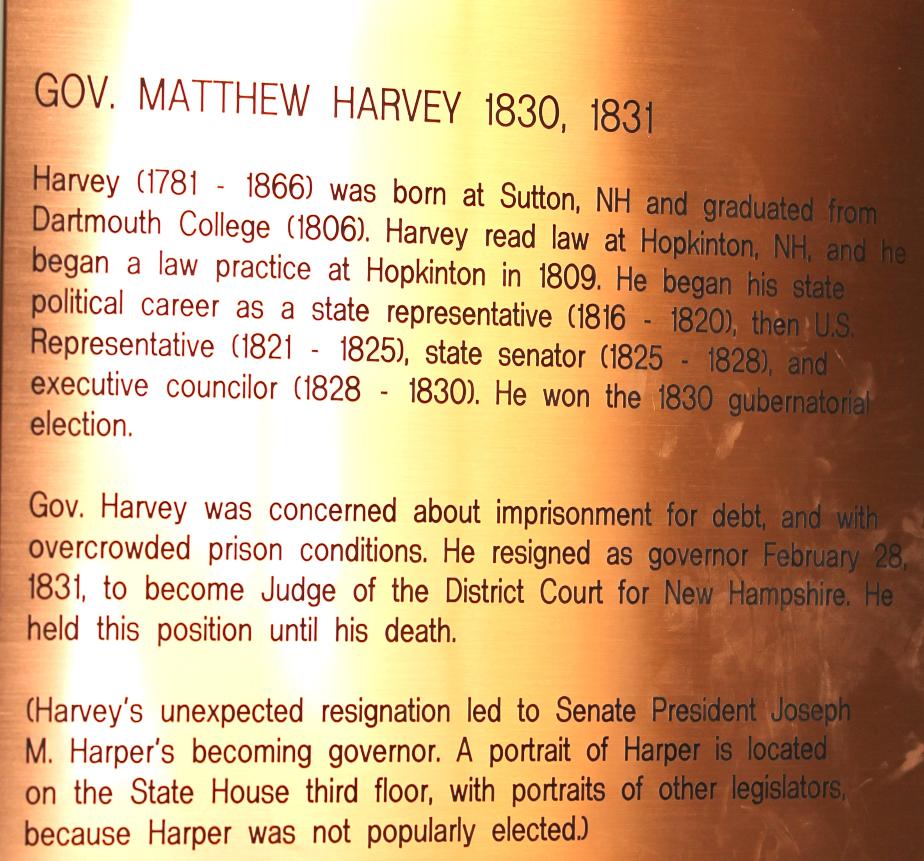 GOV. MATTHEW HARVEY 1830, 1831
Harvey (1781 - 1866) was born at Sutton, NH and graduated from
Dartmouth College (1806). Harvey read law at Hopkinton, NH, and he
began a law practice at Hopkinton in 1809. He began his state
political career as a state representative (1816 - 1820), then U.S.
Representative (1821 - 1825), state senator (1825 - 1828), and
executive councilor (1828 - 1830). He won the 1830 gubernatorial
election.
Gov. Harvey was concerned about imprisonment for debt, and with
overcrowded prison conditions. He resigned as governor February 28,
1831, to become Judge of the District Court for New Hampshire. He
held this position until his death.
(Harvey's unexpected resignation led to Senate President Joseph
M. Harper's becoming governor. A portrait of Harper is located
on the State House third floor, with portraits of other legislators,
because Harper was not popularly elected.)